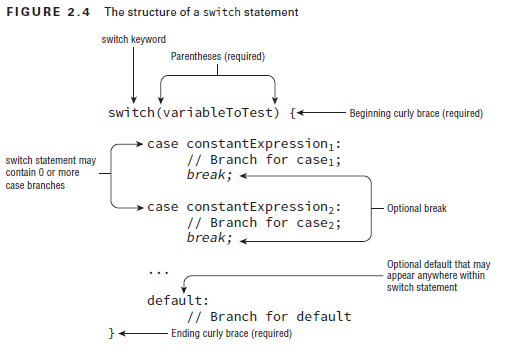 FIGURE 2.4 The structure of a switch statement
switch keyword
Parentheses (required)
switch(variableToTest) {
Beginning curly brace (required)
case constantExpression₁:
// Branch for case₁;
break;
switch statement may
contain 0 or more
case branches
case constantExpression₂:
// Branch for case₂;
break;
Optional break
...
Optional default that may
appear anywhere within
switch statement
default:
// Branch for default
}
Ending curly brace (required)